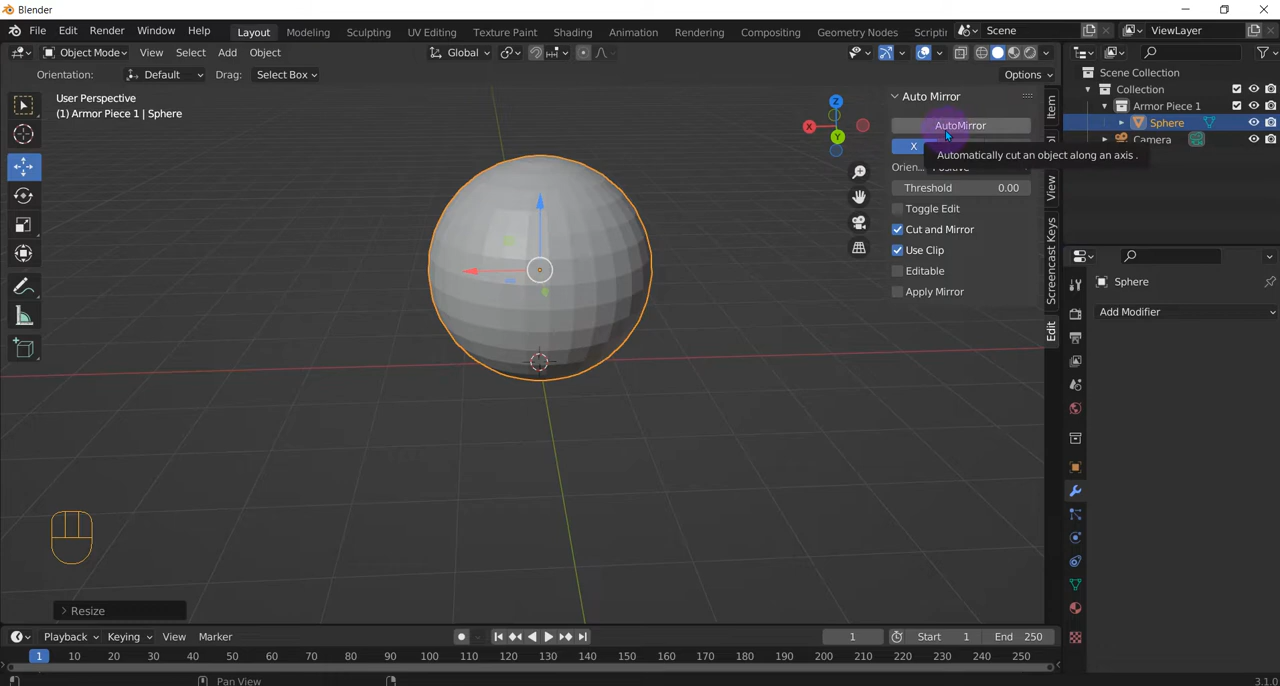 Blender
File Edit Render Window Help Layout Modeling Sculpting UV Editing Texture Paint Shading Animation Rendering Compositing Geometry Nodes Scriptin Scene ViewLayer
Object Mode View Select Add Object Global
Orientation: Default Drag: Select Box Options
User Perspective
(1) Armor Piece 1 | Sphere
Z
X
Y
Auto Mirror
AutoMirror
X
Automatically cut an object along an axis .
Orien...
Threshold 0.00
Toggle Edit
Cut and Mirror
Use Clip
Editable
Apply Mirror
Item
View
Screencast Keys
Edit
Scene Collection
Collection
Armor Piece 1
Sphere
Camera
Sphere
Add Modifier
Resize
Playback Keying View Marker 1 Start 1 End 250
1 10 20 30 40 50 60 70 80 90 100 110 120 130 140 150 160 170 180 190 200 210 220 230 240 250
Pan View 3.1.0